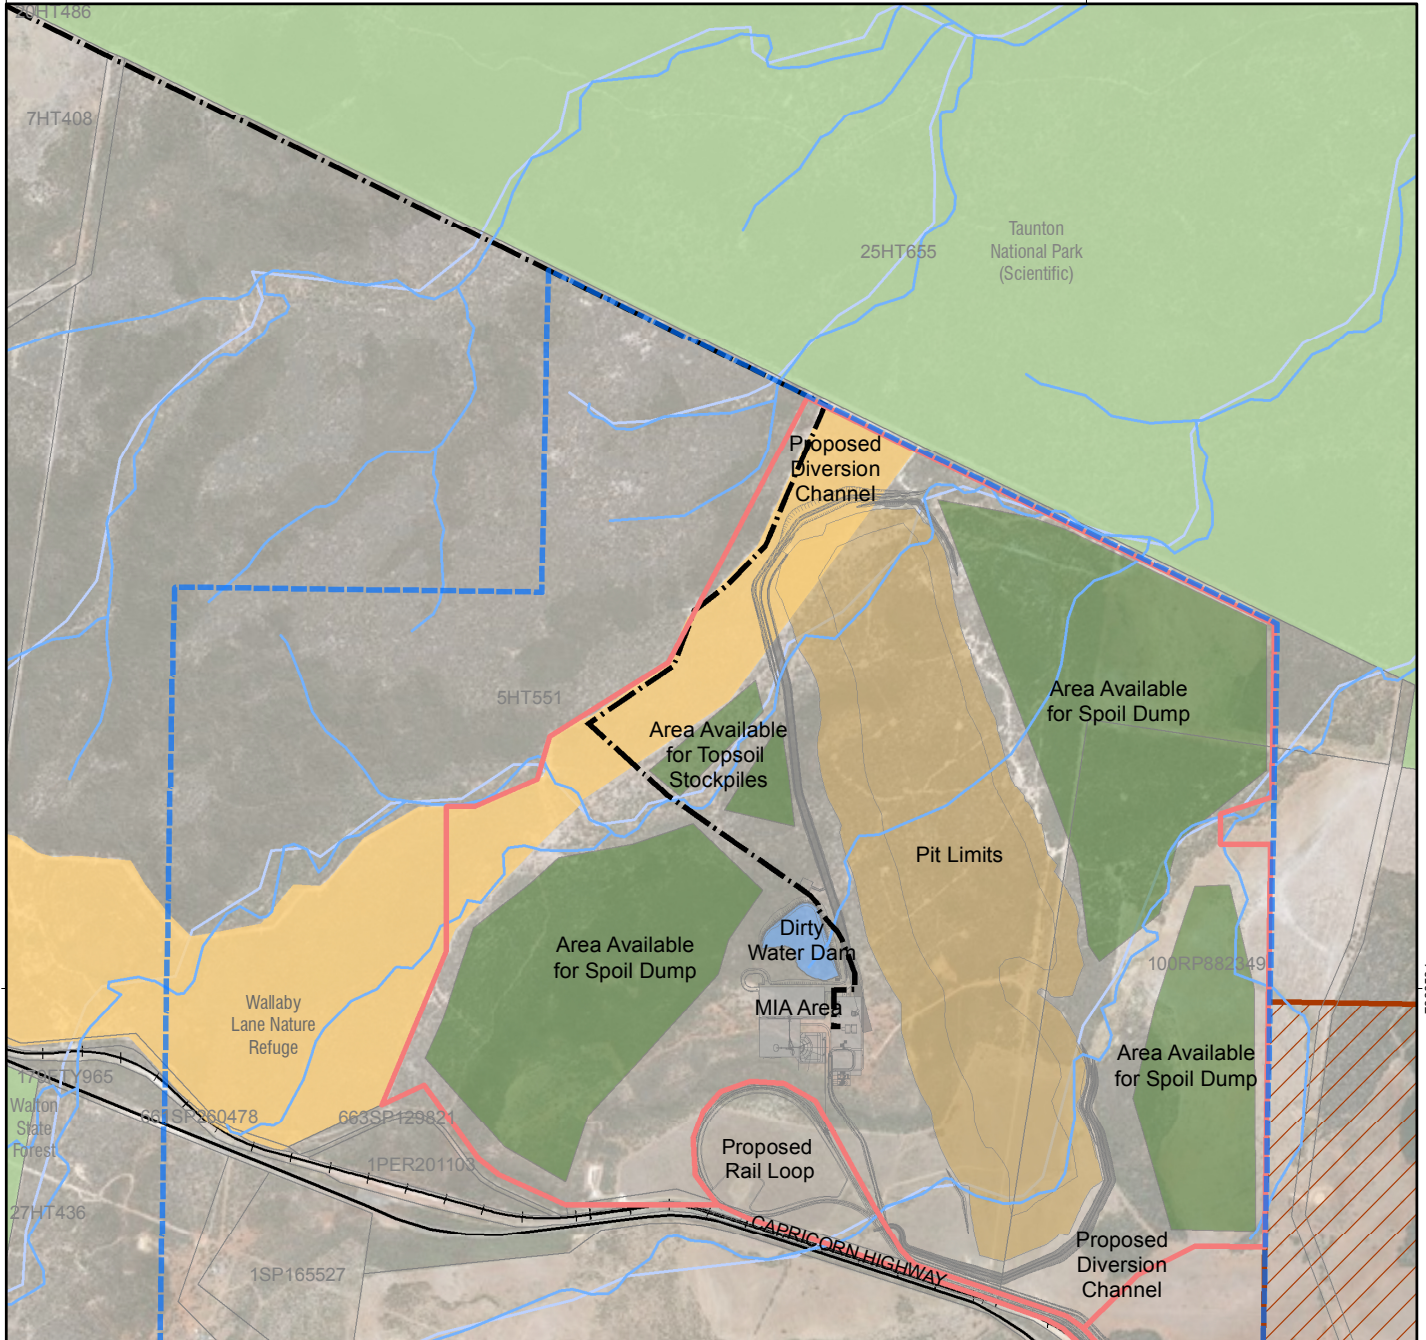 20HT486
7HT408
25HT655
Taunton
National Park
(Scientific)
Proposed
Diversion
Channel
5HT551
Area Available
for Topsoil
Stockpiles
Area Available
for Spoil Dump
Pit Limits
Area Available
for Spoil Dump
Dirty
Water Dam
MIA Area
100RP882349
Wallaby
Lane Nature
Refuge
Area Available
for Spoil Dump
Walton
State
Forest
661SP260478
663SP129821
1PER201103
Proposed
Rail Loop
27HT436
CAPRICORN HIGHWAY
Proposed
Diversion
Channel
1SP165527